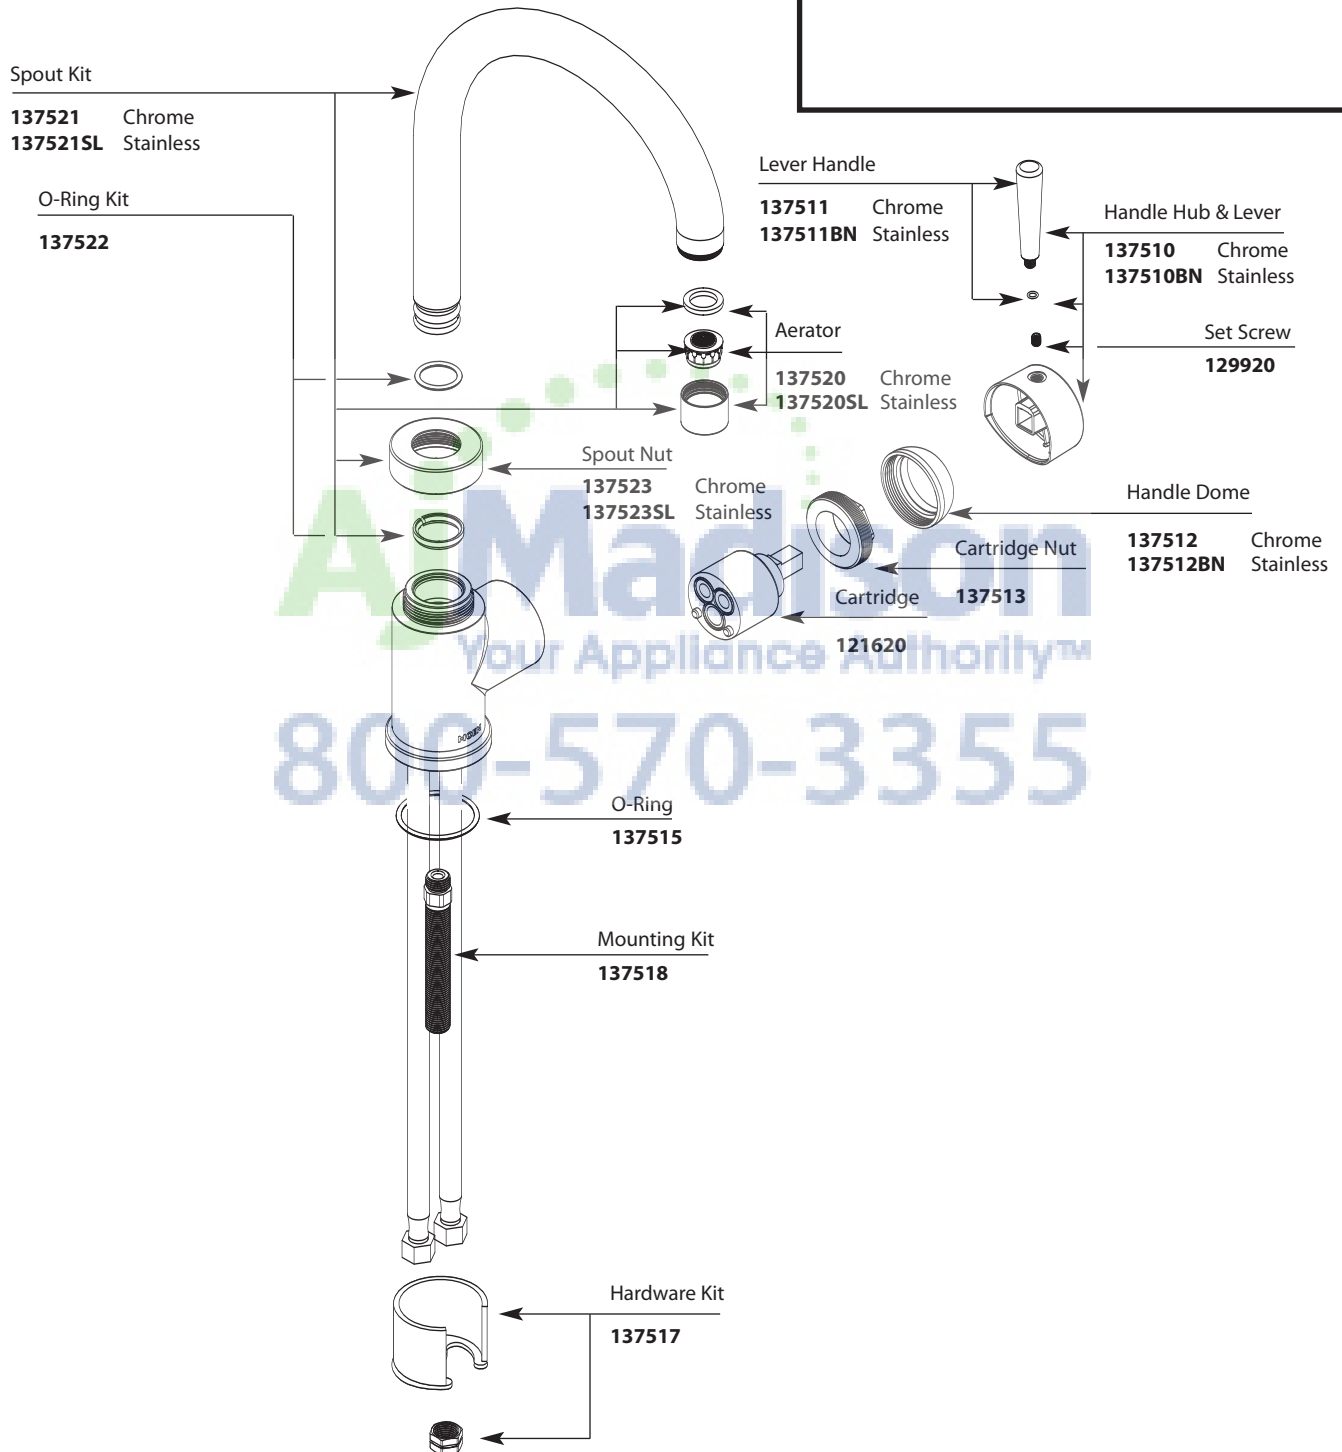 Spout Kit
137521 Chrome
137521SL Stainless
O-Ring Kit
137522
Lever Handle
137511 Chrome
137511BN Stainless
Handle Hub & Lever
137510 Chrome
137510BN Stainless
Set Screw
129920
Aerator
137520 Chrome
137520SL Stainless
Spout Nut
137523 Chrome
137523SL Stainless
Handle Dome
137512 Chrome
137512BN Stainless
Cartridge Nut
137513
Cartridge
121620
AjMadison
Your Appliance Authority™
800-570-3355
MOEN
O-Ring
137515
Mounting Kit
137518
Hardware Kit
137517